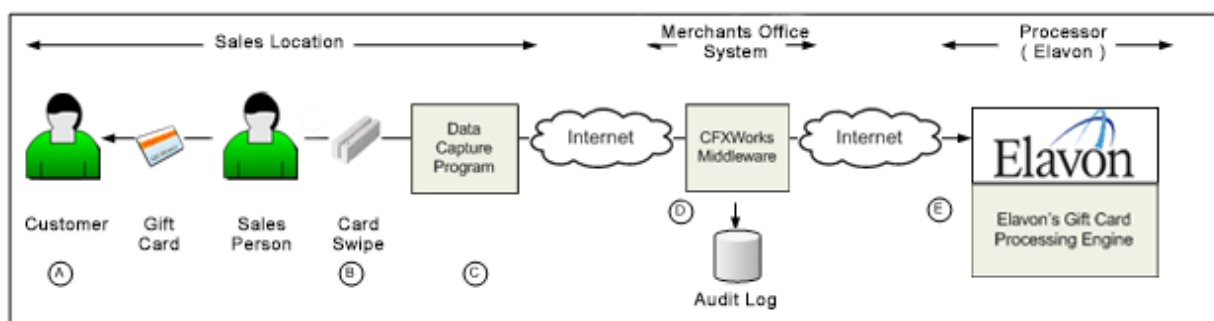 Sales Location
Merchants Office
System
Processor
( Elavon )
Data
Capture
Program
Internet
CFXWorks
Middleware
Internet
Elavon
Elavon's Gift Card
Processing Engine
Customer
Gift
Card
Sales
Person
Card
Swipe
A
B
C
D
E
Audit Log